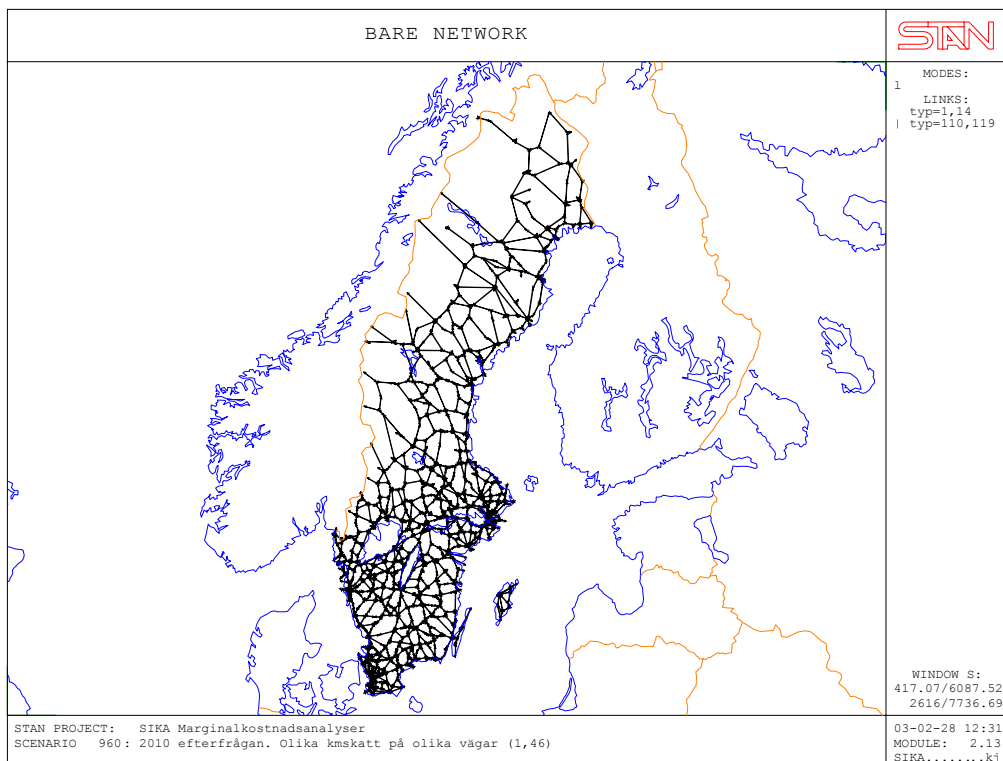 BARE NETWORK
STAN
MODES:
1
LINKS:
typ=1,14
| typ=110,119
WINDOW S:
417.07/6087.52
2616/7736.69
STAN PROJECT: SIKA Marginalkostnadsanalyser
SCENARIO 960: 2010 efterfrågan. Olika kmskatt på olika vägar (1,46)
03-02-28 12:31
MODULE: 2.13
SIKA.......kj